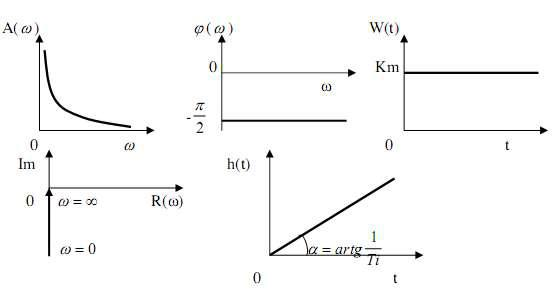 A(ω)
φ(ω)
W(t)
0
Km
ω
-π/2
0
ω
0
t
Im
h(t)
0
ω = ∞
R(ω)
ω = 0
α = artg 1/Ti
0
t